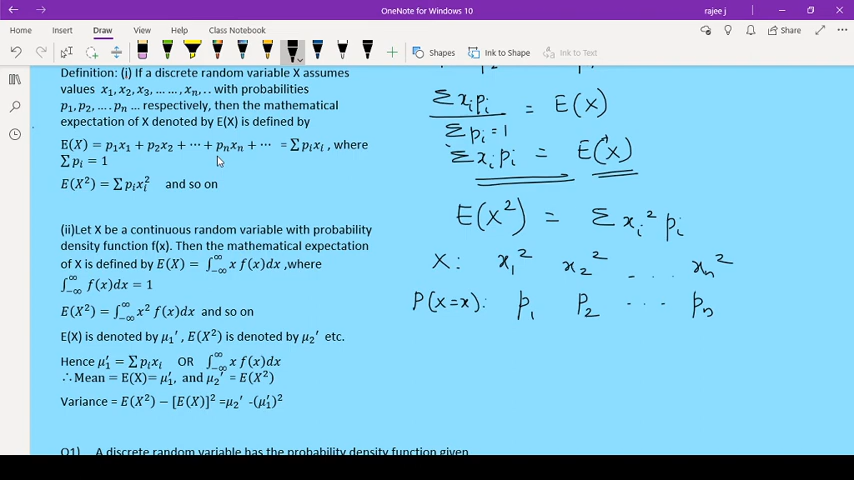 OneNote for Windows 10
rajee j
Home Insert Draw View Help Class Notebook
Share
Shapes Ink to Shape Ink to Text
Definition: (i) If a discrete random variable X assumes
values x₁, x₂, x₃, … … , xₙ, . . with probabilities
p₁, p₂, … . pₙ … respectively, then the mathematical
expectation of X denoted by E(X) is defined by
E(X) = p₁x₁ + p₂x₂ + ⋯ + pₙxₙ + ⋯ = ∑ pᵢxᵢ , where
∑ pᵢ = 1
E(X²) = ∑ pᵢxᵢ² and so on
(ii)Let X be a continuous random variable with probability
density function f(x). Then the mathematical expectation
of X is defined by E(X) = ∫₋∞^∞ x f(x)dx ,where
∫₋∞^∞ f(x)dx = 1
E(X²) = ∫₋∞^∞ x² f(x)dx and so on
E(X) is denoted by μ₁′ , E(X²) is denoted by μ₂′ etc.
Hence μ₁′ = ∑ pᵢxᵢ OR ∫₋∞^∞ x f(x)dx
∴ Mean = E(X)= μ₁′, and μ₂′ = E(X²)
Variance = E(X²) − [E(X)]² =μ₂′ -(μ₁′)²
Q1) A discrete random variable has the probability density function given
∑ xᵢpᵢ = E(X)
∑ pᵢ = 1
∑ xᵢ pᵢ = E(X)
E(X²) = ∑ xᵢ² pᵢ
X: x₁² x₂² . . . . xₙ²
P(X=x): p₁ p₂ . . . . pₙ